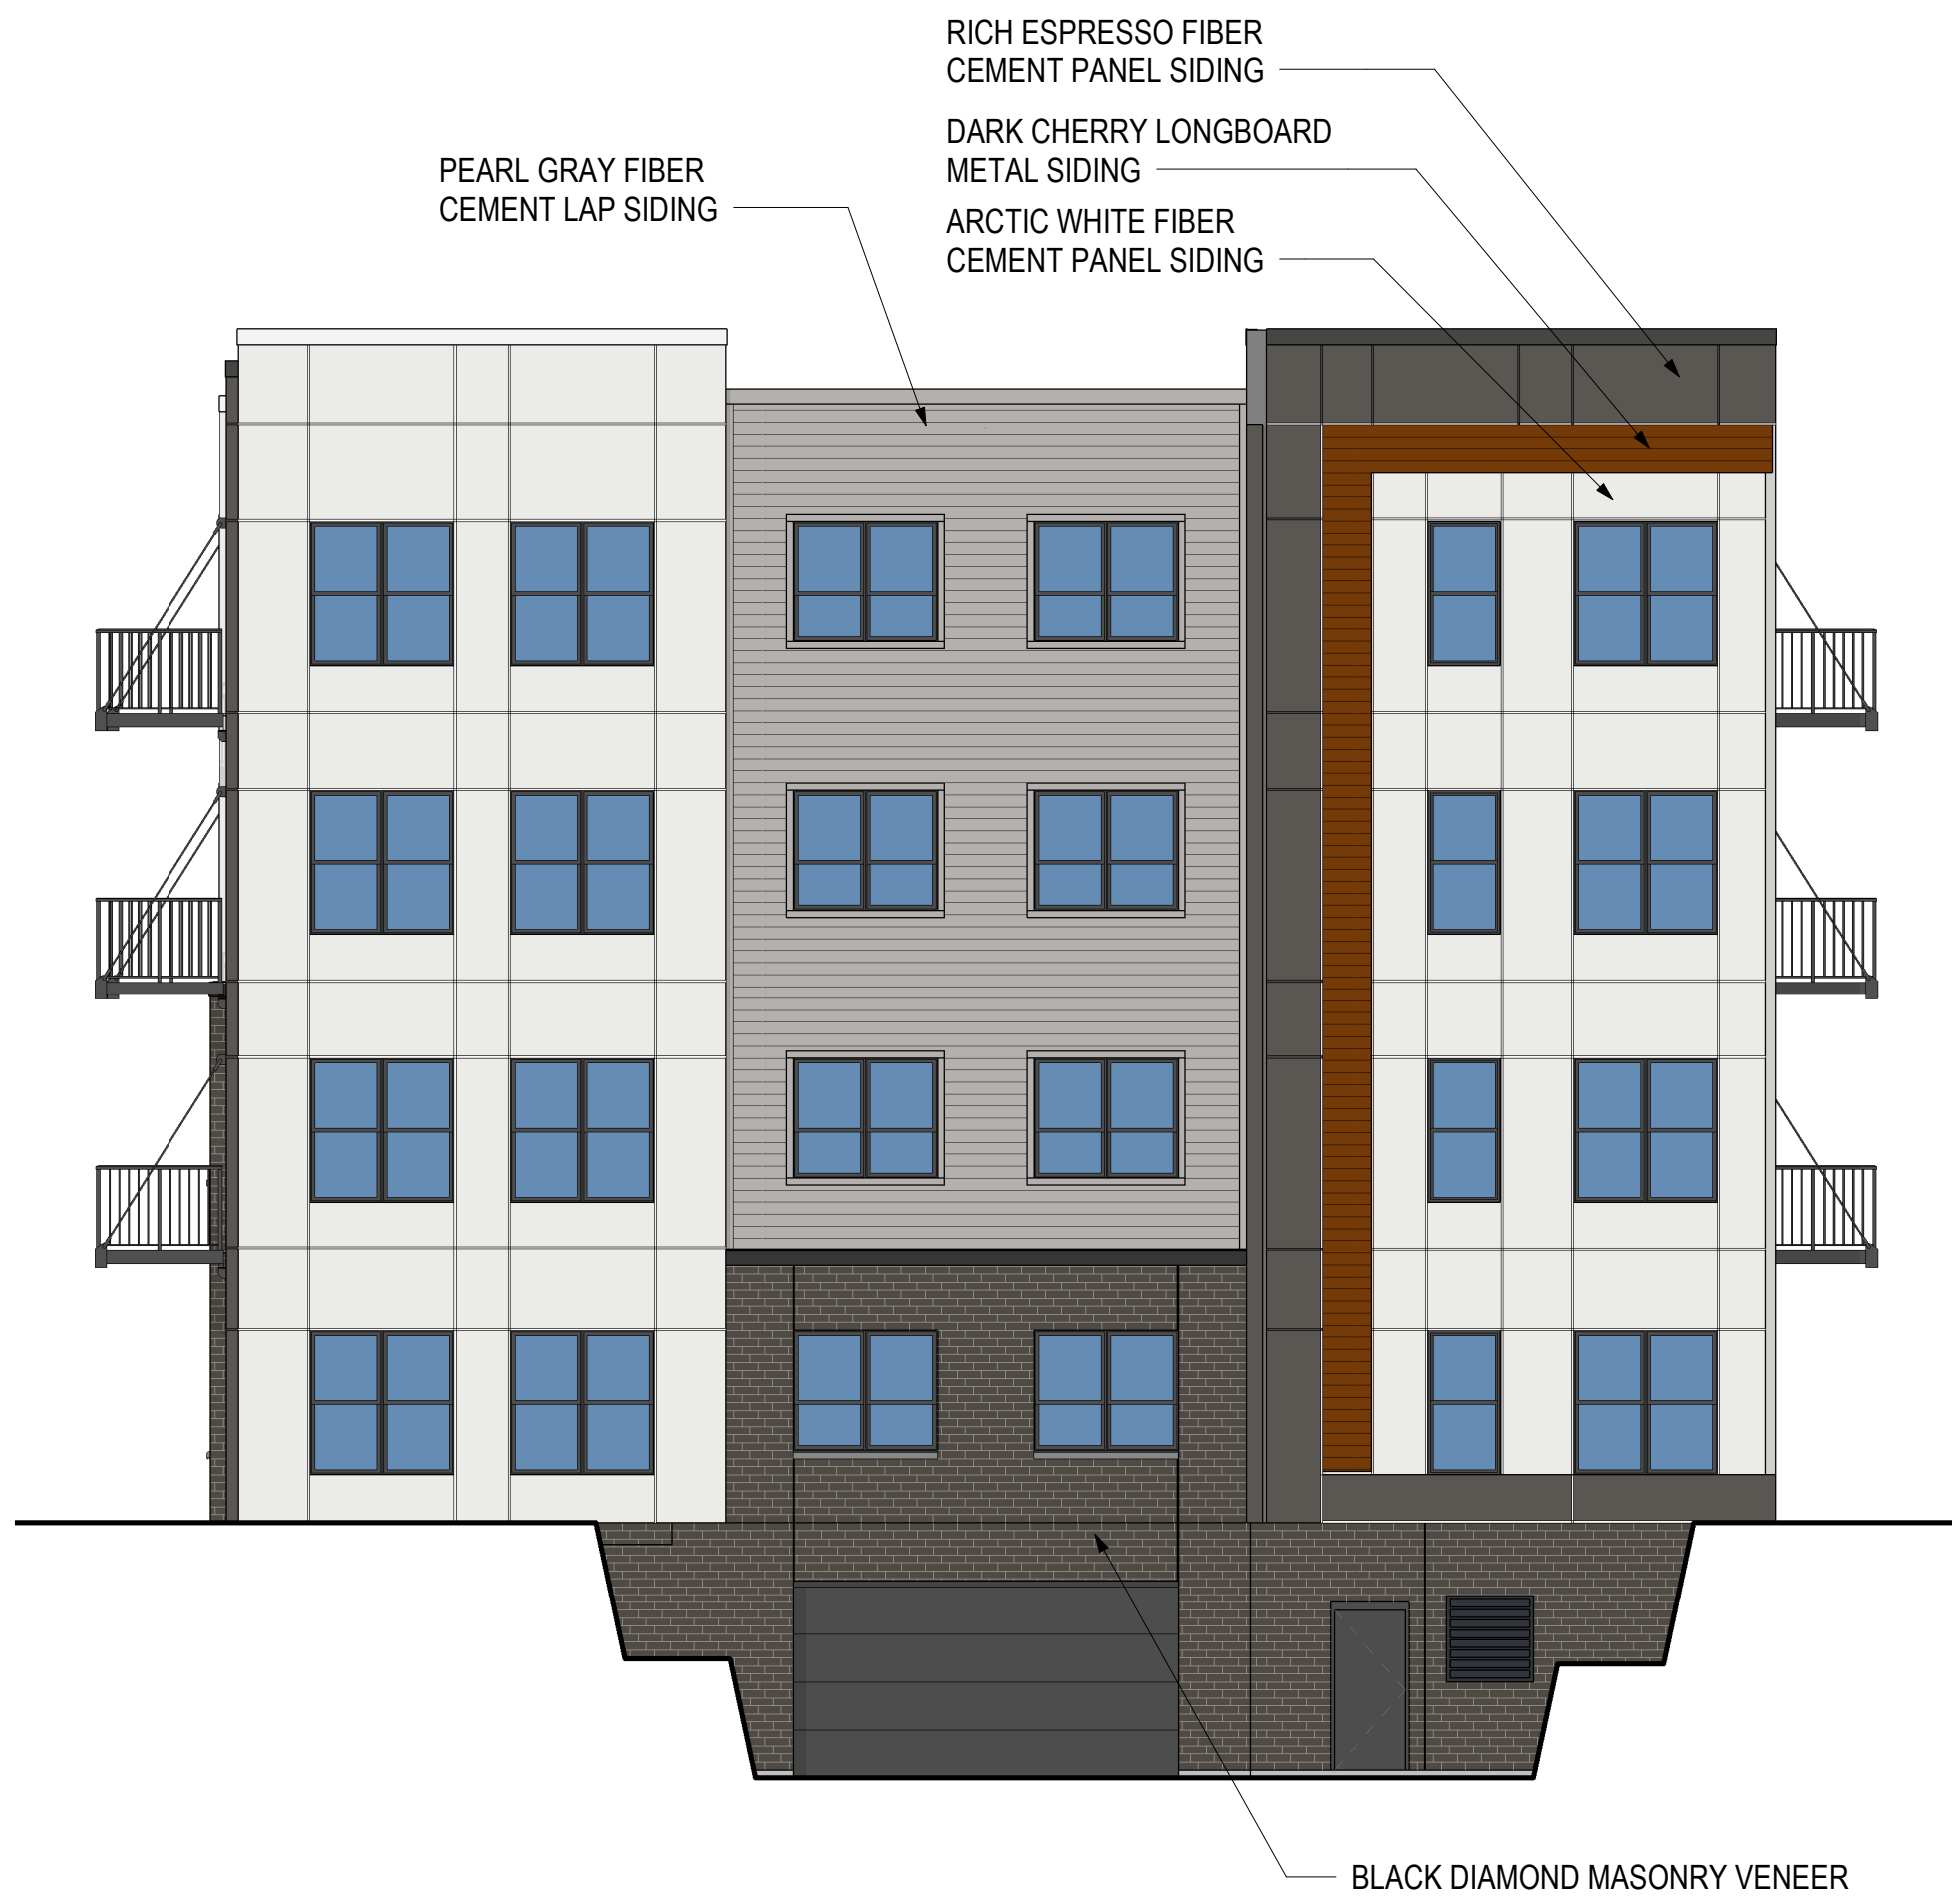 RICH ESPRESSO FIBER
CEMENT PANEL SIDING
DARK CHERRY LONGBOARD
METAL SIDING
PEARL GRAY FIBER
CEMENT LAP SIDING
ARCTIC WHITE FIBER
CEMENT PANEL SIDING
BLACK DIAMOND MASONRY VENEER